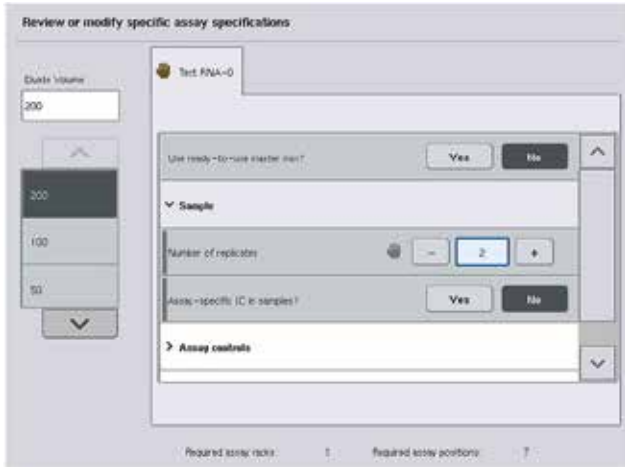 Review or modify specific assay specifications
Eluate Volume
200
200
100
50
Test RNA-0
Use ready-to-use master mix?
Yes
No
Sample
Number of replicates
-
2
+
Assay-specific IC in samples?
Yes
No
Assay controls
Required assay racks:
1
Required assay positions:
7